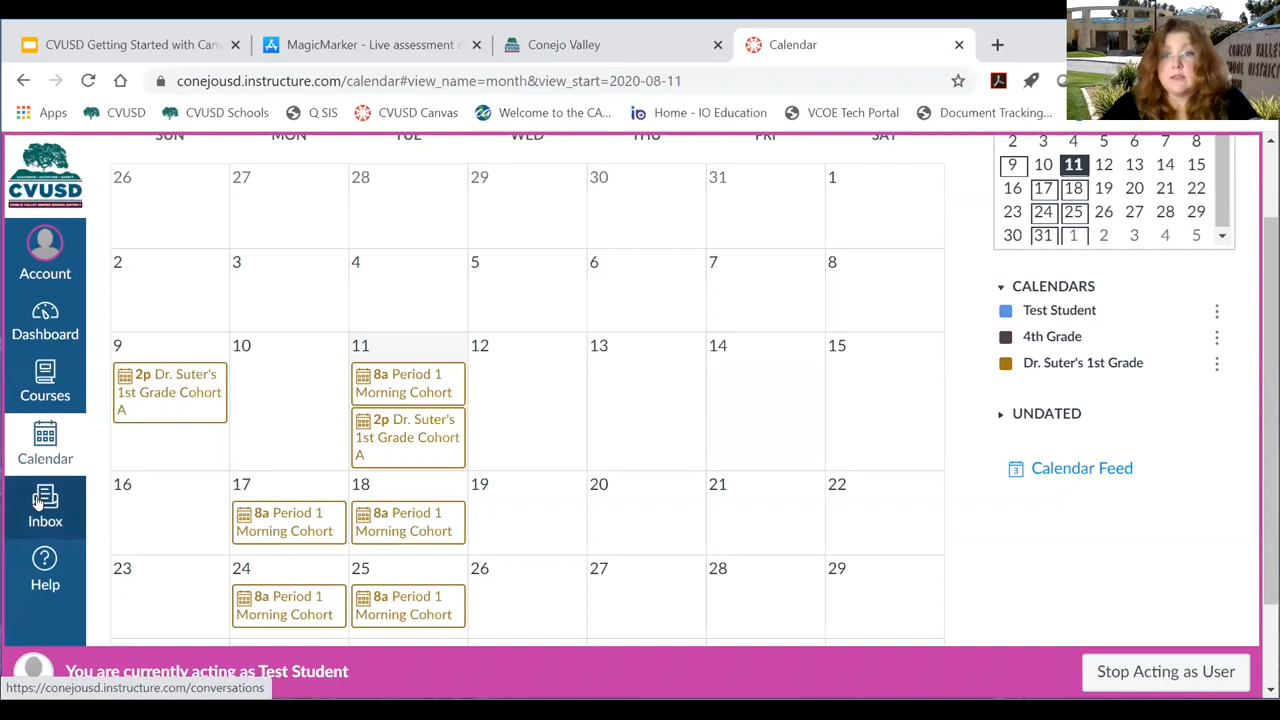 CVUSD Getting Started with Can
MagicMarker - Live assessment
Conejo Valley
Calendar
conejousd.instructure.com/calendar#view_name=month&view_start=2020-08-11
Apps
CVUSD
CVUSD Schools
Q SIS
CVUSD Canvas
Welcome to the CA...
Home - IO Education
VCOE Tech Portal
Document Tracking...
CONEJO VALLEY
SCHOOL DISTRICT
CVUSD
Account
Dashboard
Courses
Calendar
Inbox
Help
SUN MON TUE WED THU FRI SAT
26 27 28 29 30 31 1
2 3 4 5 6 7 8
9 10 11 12 13 14 15
2p Dr. Suter's
1st Grade Cohort
A
8a Period 1
Morning Cohort
2p Dr. Suter's
1st Grade Cohort
A
16 17 18 19 20 21 22
8a Period 1
Morning Cohort
8a Period 1
Morning Cohort
23 24 25 26 27 28 29
8a Period 1
Morning Cohort
8a Period 1
Morning Cohort
2 3 4 5 6 7 8
9 10 11 12 13 14 15
16 17 18 19 20 21 22
23 24 25 26 27 28 29
30 31 1 2 3 4 5
CALENDARS
Test Student
4th Grade
Dr. Suter's 1st Grade
UNDATED
3
Calendar Feed
You are currently acting as Test Student
Stop Acting as User
https://conejousd.instructure.com/conversations